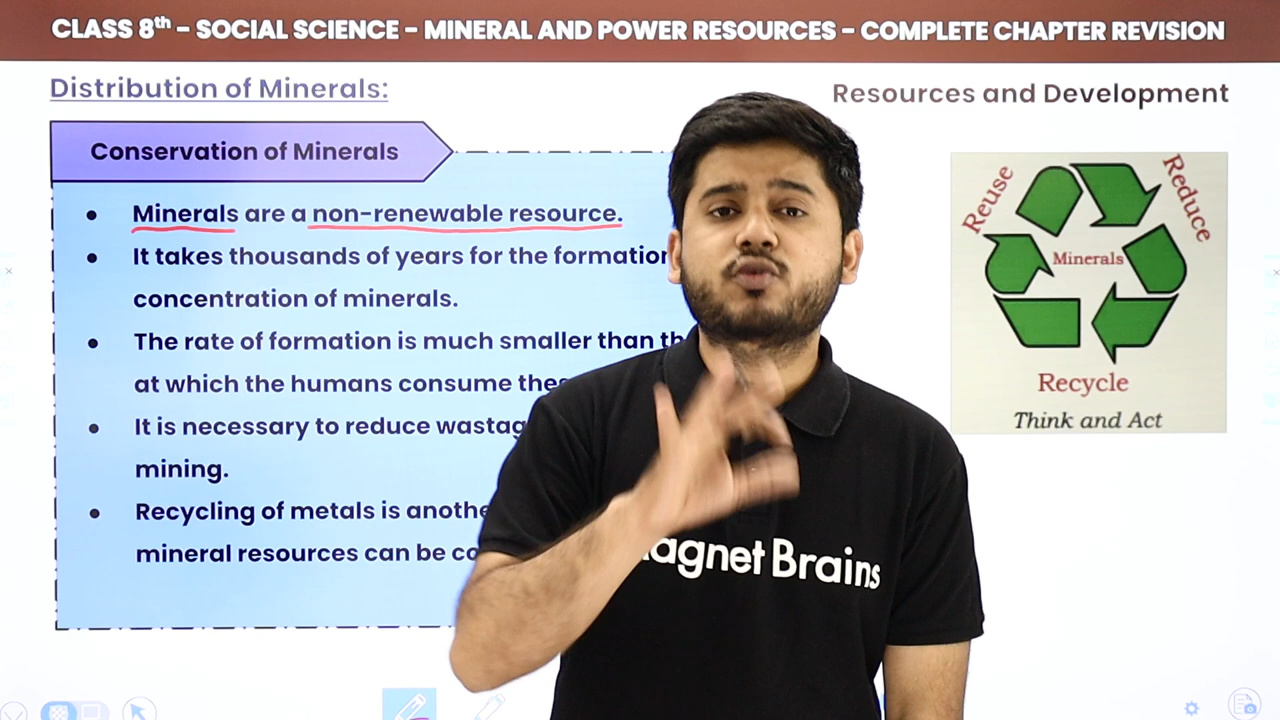 CLASS 8th - SOCIAL SCIENCE - MINERAL AND POWER RESOURCES - COMPLETE CHAPTER REVISION
Distribution of Minerals:
Resources and Development
Conservation of Minerals
• Minerals are a non-renewable resource.
• It takes thousands of years for the formation
concentration of minerals.
• The rate of formation is much smaller than
at which the humans consume
• It is necessary to reduce
mining.
• Recycling of metals is
mineral resources can be
Reuse
Reduce
Minerals
Recycle
Think and Act
Brains